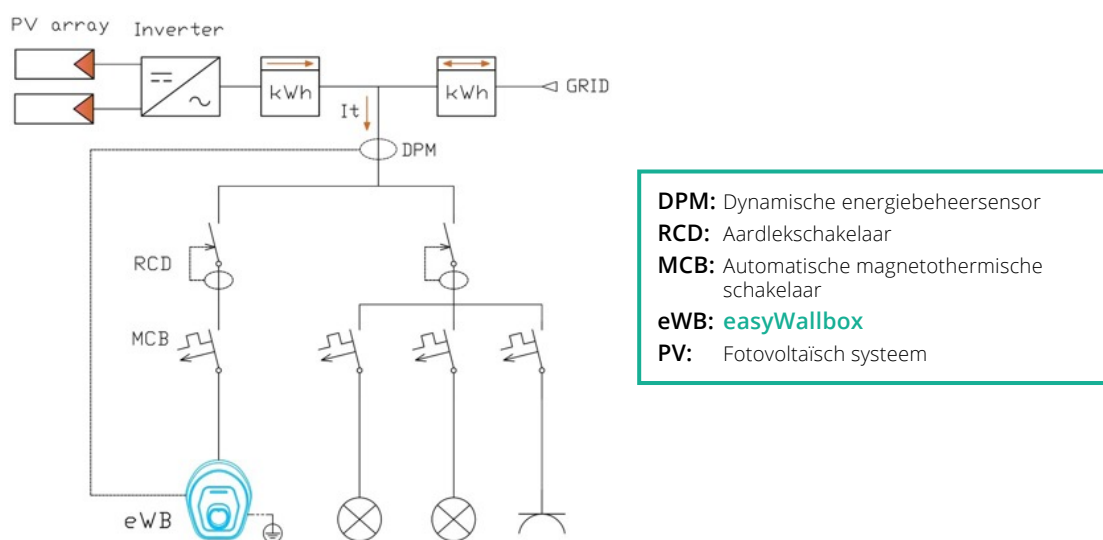 PV array
Inverter
kWh
kWh
GRID
It
DPM
RCD
MCB
eWB
DPM: Dynamische energiebeheersensor
RCD: Aardlekschakelaar
MCB: Automatische magnetothermische
schakelaar
eWB: easyWallbox
PV: Fotovoltaïsch systeem